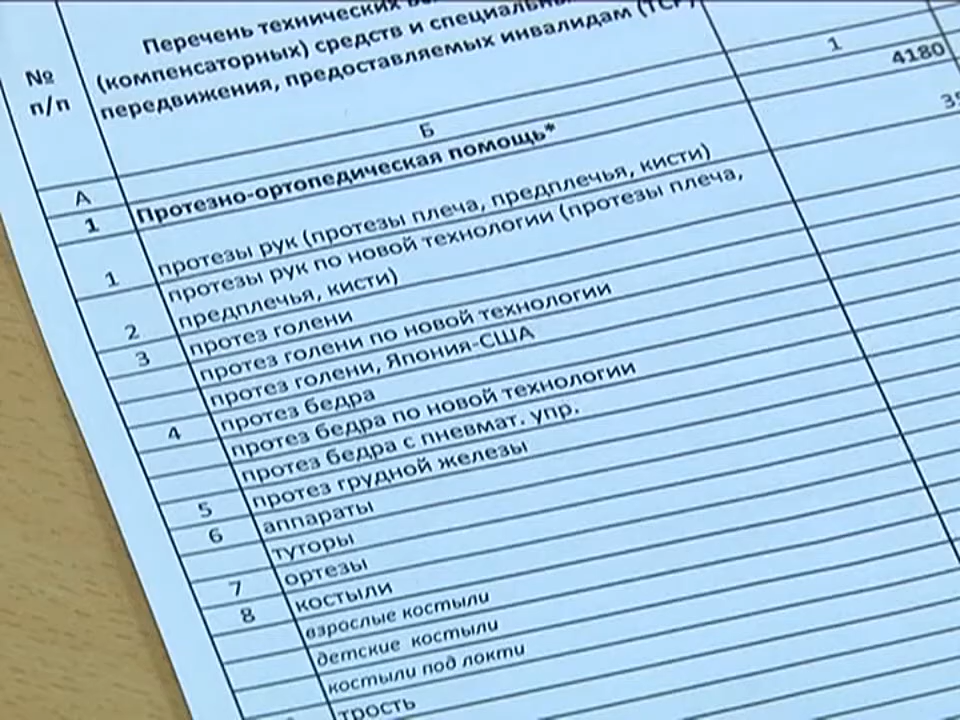 №
п/п
Перечень технических
(компенсаторных) средств и специальн
передвижения, предоставляемых инвалидам (ТСР)
А Б 1
1 Протезно-ортопедическая помощь* 4180
1 протезы рук (протезы плеча, предплечья, кисти)
протезы рук по новой технологии (протезы плеча,
2 предплечья, кисти)
3 протез голени
протез голени по новой технологии
протез голени, Япония-США
4 протез бедра
протез бедра по новой технологии
протез бедра с пневмат. упр.
5 протез грудной железы
6 аппараты
туторы
7 ортезы
8 костыли
взрослые костыли
детские костыли
костыли под локти
трость